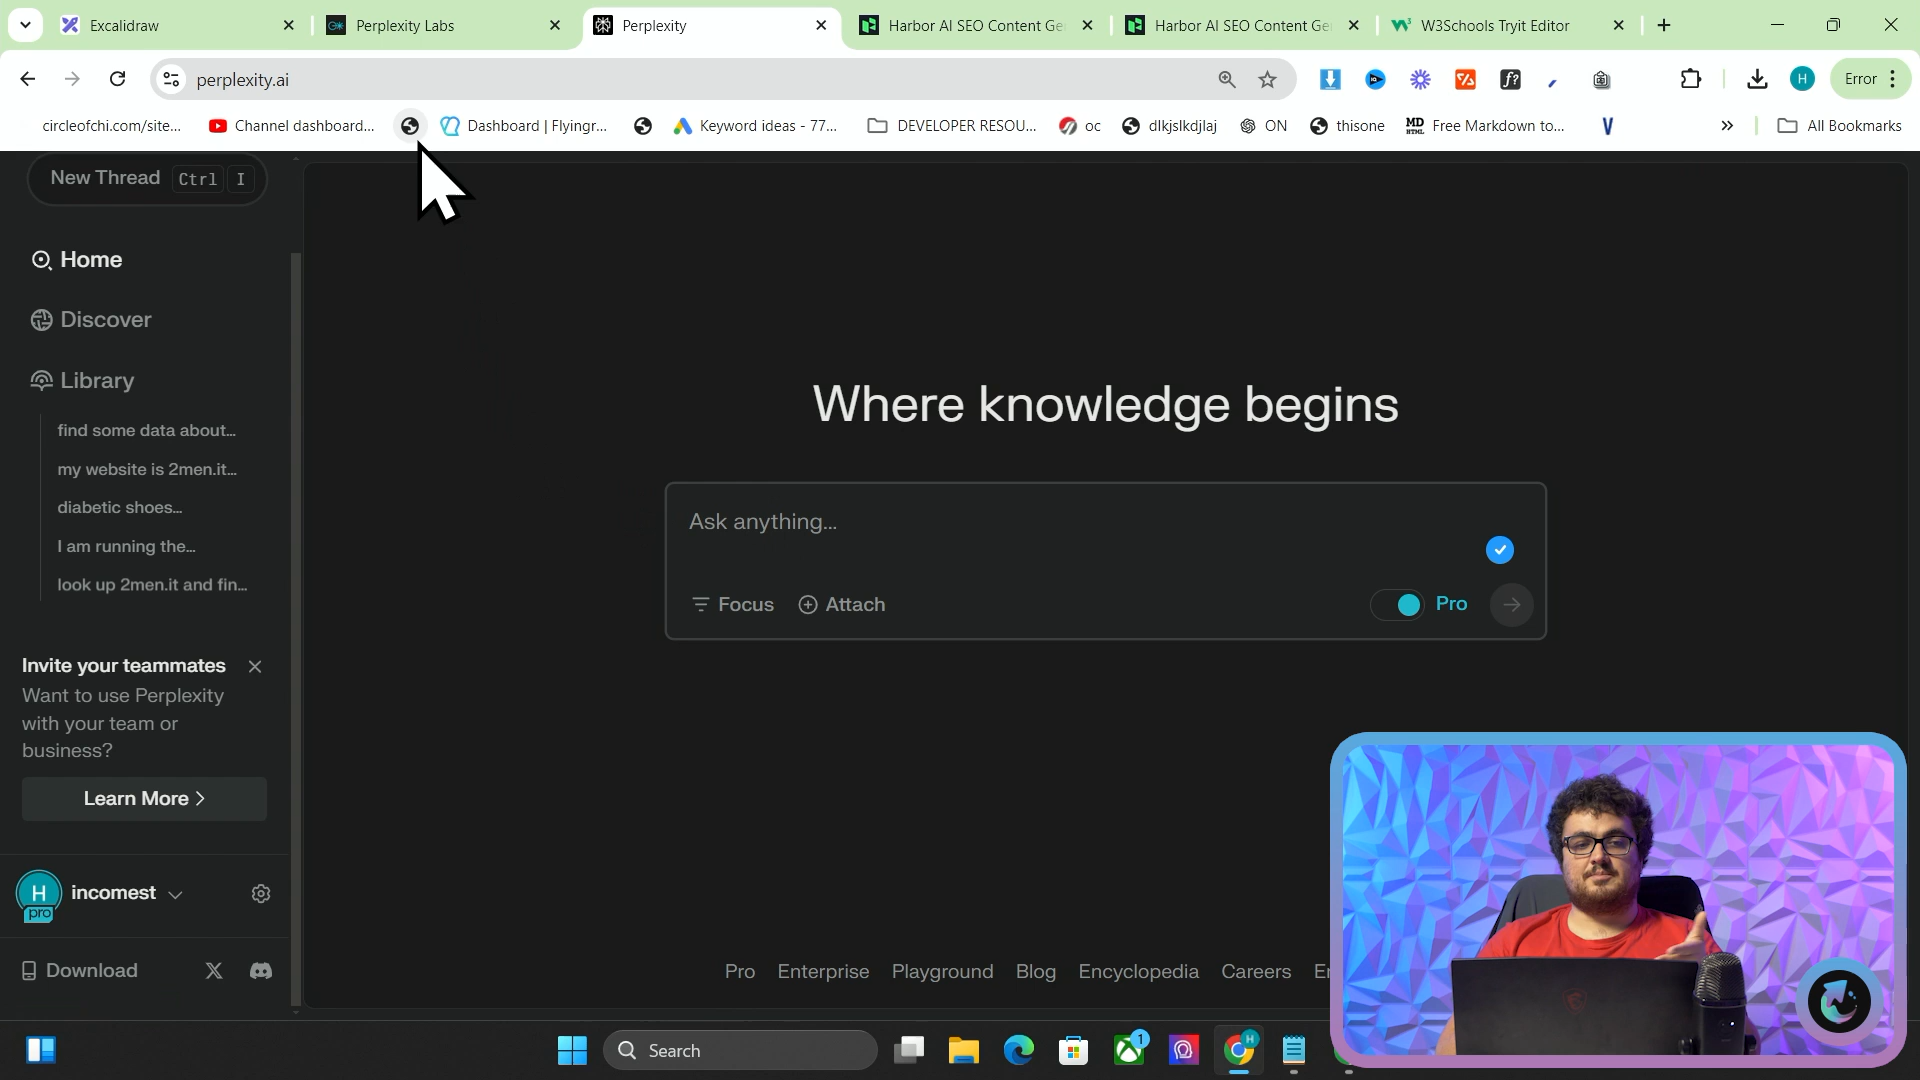 Excalidraw
Perplexity Labs
Perplexity
Harbor AI SEO Content Ge
Harbor AI SEO Content Ge
W3Schools Tryit Editor
perplexity.ai
Error
circleofchi.com/site...
Channel dashboard...
Dashboard | Flyingr...
Keyword ideas - 77...
DEVELOPER RESOU...
oc
dlkjslkdjlaj
ON
thisone
MD
HTML
Free Markdown to...
»
All Bookmarks
New Thread Ctrl I
Home
Discover
Library
find some data about...
my website is 2men.it...
diabetic shoes...
I am running the...
look up 2men.it and fin...
Invite your teammates
Want to use Perplexity
with your team or
business?
Learn More
H
pro
incomest
Download
Where knowledge begins
Ask anything...
Focus
Attach
Pro
Pro Enterprise Playground Blog Encyclopedia Careers En
Search
1
H